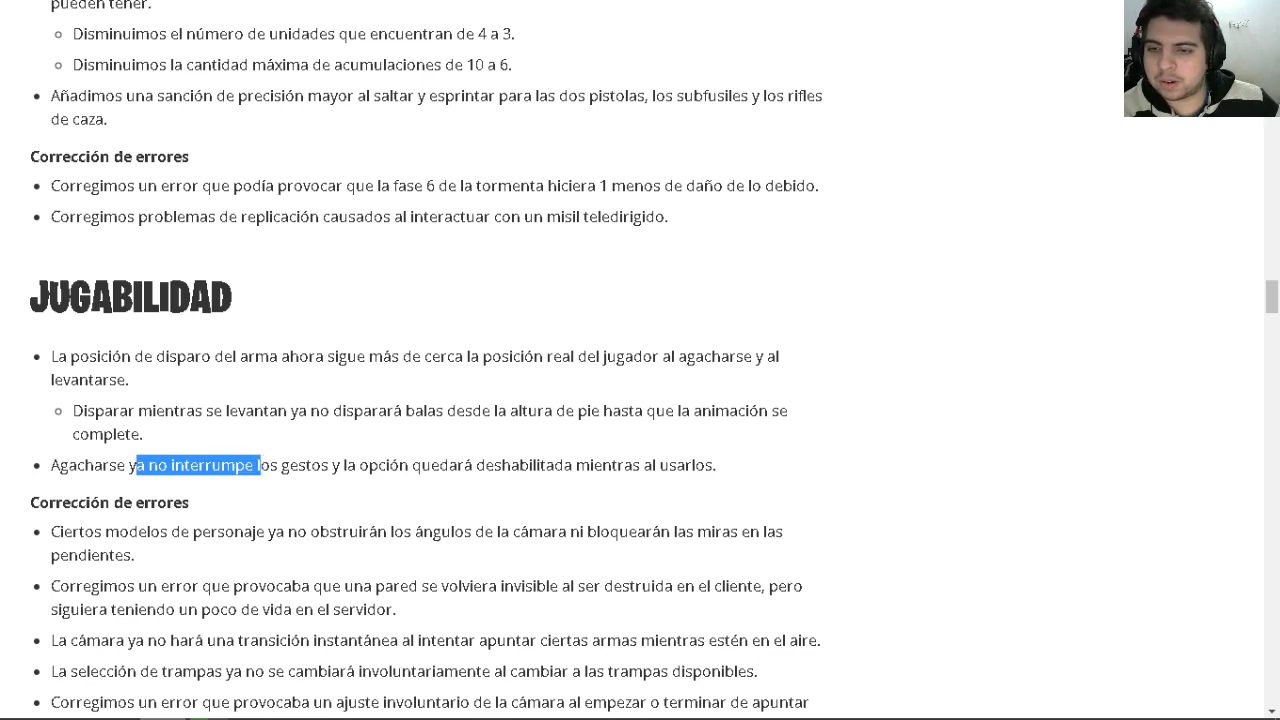 pueden tener.
Disminuimos el número de unidades que encuentran de 4 a 3.
Disminuimos la cantidad máxima de acumulaciones de 10 a 6.
Añadimos una sanción de precisión mayor al saltar y esprintar para las dos pistolas, los subfusiles y los rifles
de caza.
Corrección de errores
Corregimos un error que podía provocar que la fase 6 de la tormenta hiciera 1 menos de daño de lo debido.
Corregimos problemas de replicación causados al interactuar con un misil teledirigido.
JUGABILIDAD
La posición de disparo del arma ahora sigue más de cerca la posición real del jugador al agacharse y al
levantarse.
Disparar mientras se levantan ya no disparará balas desde la altura de pie hasta que la animación se
complete.
Agacharse ya no interrumpe los gestos y la opción quedará deshabilitada mientras al usarlos.
Corrección de errores
Ciertos modelos de personaje ya no obstruirán los ángulos de la cámara ni bloquearán las miras en las
pendientes.
Corregimos un error que provocaba que una pared se volviera invisible al ser destruida en el cliente, pero
siguiera teniendo un poco de vida en el servidor.
La cámara ya no hará una transición instantánea al intentar apuntar ciertas armas mientras estén en el aire.
La selección de trampas ya no se cambiará involuntariamente al cambiar a las trampas disponibles.
Corregimos un error que provocaba un ajuste involuntario de la cámara al empezar o terminar de apuntar